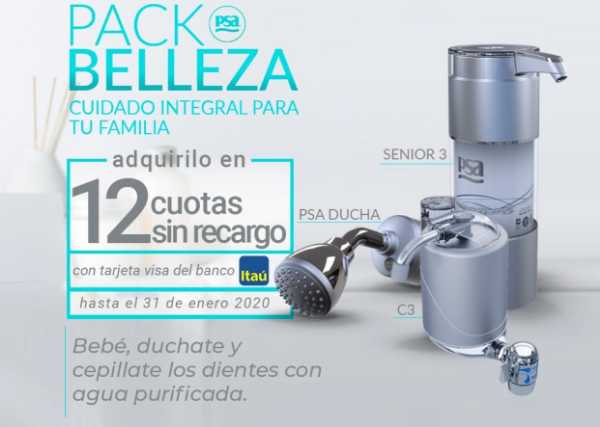 PACK psa
BELLEZA
CUIDADO INTEGRAL PARA
TU FAMILIA
adquirilo en
12 cuotas
sin recargo
con tarjeta visa del banco Itaú
hasta el 31 de enero 2020
Bebé, duchate y
cepillate los dientes con
agua purificada.
SENIOR 3
psa
PSA DUCHA
C3